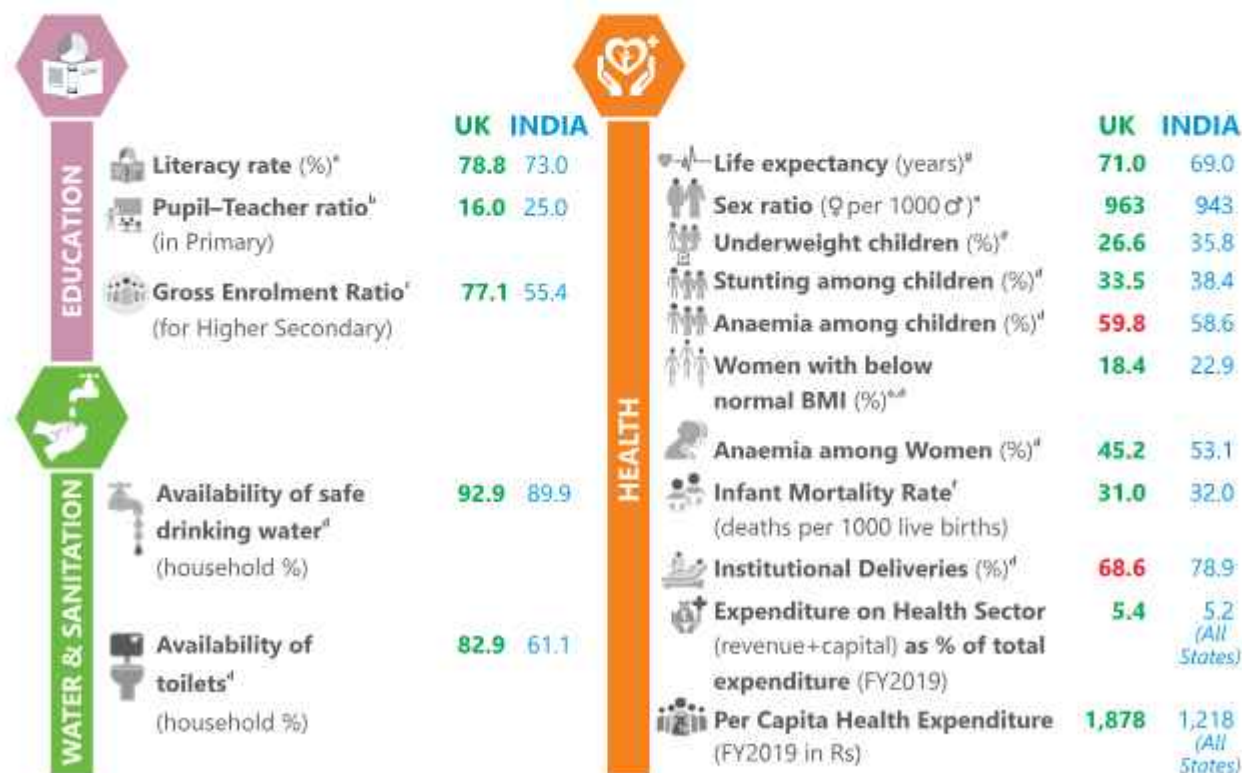 EDUCATION
UK INDIA
Literacy rate (%)ᵉ 78.8 73.0
Pupil–Teacher ratioᵇ 16.0 25.0
(in Primary)
Gross Enrolment Ratioᶜ 77.1 55.4
(for Higher Secondary)
WATER & SANITATION
Availability of safe 92.9 89.9
drinking waterᵈ
(household %)
Availability of 82.9 61.1
toiletsᵈ
(household %)
HEALTH
UK INDIA
Life expectancy (years)ᵍ 71.0 69.0
Sex ratio (♀ per 1000 ♂) 963 943
Underweight children (%) 26.6 35.8
Stunting among children (%)ᵈ 33.5 38.4
Anaemia among children (%)ᵈ 59.8 58.6
Women with below 18.4 22.9
normal BMI (%)
Anaemia among Women (%)ᵈ 45.2 53.1
Infant Mortality Rateᶠ 31.0 32.0
(deaths per 1000 live births)
Institutional Deliveries (%)ᵈ 68.6 78.9
Expenditure on Health Sector 5.4 5.2
(revenue+capital) as % of total (All
States)
expenditure (FY2019)
Per Capita Health Expenditure 1,878 1,218
(FY2019 in Rs) (All
States)